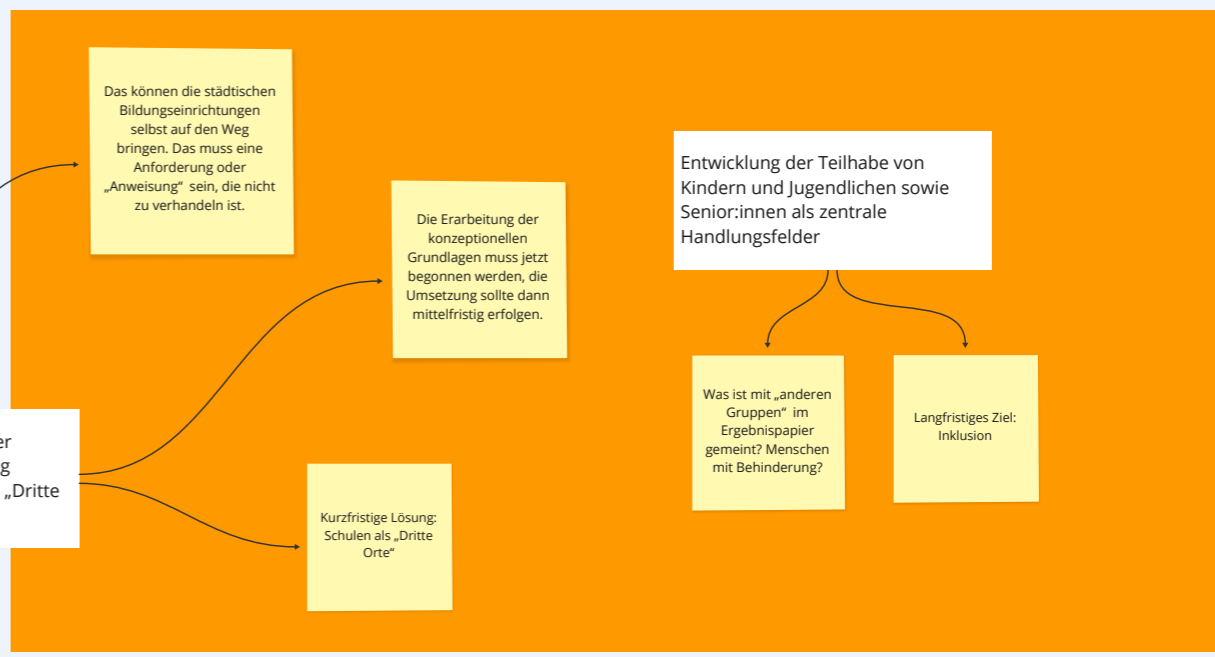 Das können die städtischen
Bildungseinrichtungen
selbst auf den Weg
bringen. Das muss eine
Anforderung oder
„Anweisung“ sein, die nicht
zu verhandeln ist.
Die Erarbeitung der
konzeptionellen
Grundlagen muss jetzt
begonnen werden, die
Umsetzung sollte dann
mittelfristig erfolgen.
„Dritte
Kurzfristige Lösung:
Schulen als „Dritte
Orte“
Entwicklung der Teilhabe von
Kindern und Jugendlichen sowie
Senior:innen als zentrale
Handlungsfelder
Was ist mit „anderen
Gruppen“ im
Ergebnispapier
gemeint? Menschen
mit Behinderung?
Langfristiges Ziel:
Inklusion